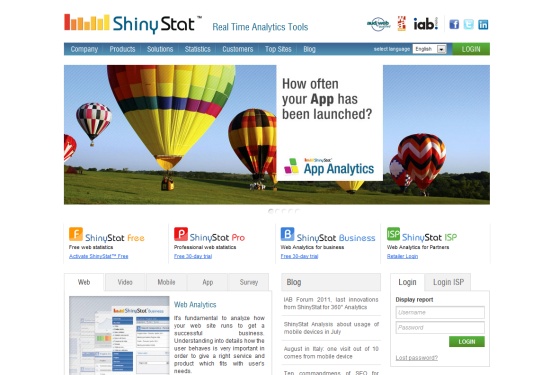 ShinyStat™ Real Time Analytics Tools
audiweb iab:
Company Products Solutions Statistics Customers Top Sites Blog select language English LOGIN
How often
your App has
been launched?
ShinyStat
App Analytics
F ShinyStat Free
Free web statistics
Activate ShinyStat™ Free
P ShinyStat Pro
Professional web statistics
Free 30-day trial
B ShinyStat Business
Web Analytics for business
Free 30-day trial
ISP ShinyStat ISP
Web Analytics for Partners
Retailer Login
Web Video Mobile App Survey
ShinyStat Business
Web Analytics
It's fundamental to analyze how
your web site runs to get a
successful business.
Understanding into details how the
user behaves is very important in
order to give a right service and
product which fits with user's
needs.
Blog
IAB Forum 2011, last innovations
from ShinyStat for 360° Analytics
ShinyStat Analysis about usage of
mobile devices in July
August in Italy: one visit out of 10
comes from mobile device
Ten commandments of SEO for
Login Login ISP
Display report
Username
Password
LOGIN
Lost password?